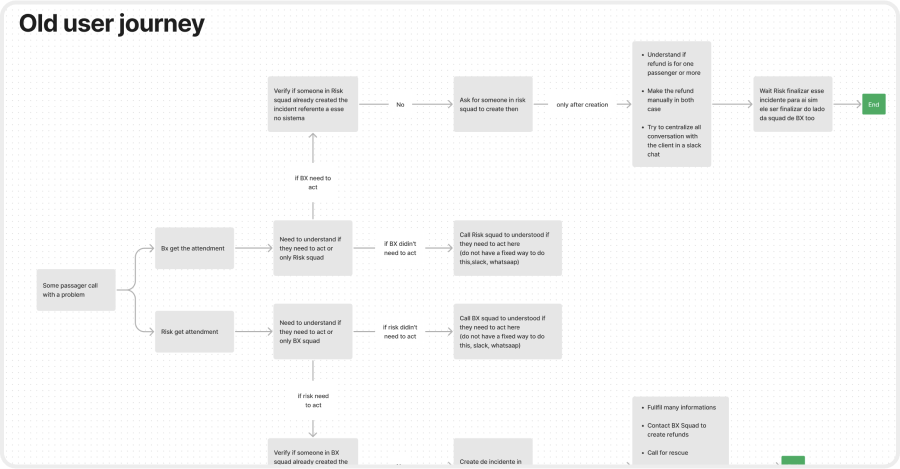 Old user journey
Verify if someone in Risk
squad already created the
incident referente a esse
no sistema
No
Ask for someone in risk
squad to create then
only after creation
• Understand if
refund is for one
passenger or more
• Make the refund
manually in both
case
• Try to centralize all
conversation with
the client in a slack
chat
Wait Risk finalizar esse
incidente para ai sim
ele ser finalizar do lado
da squad de BX too
End
if BX need to
act
Bx get the attendment
Need to understand if
they need to act or
only Risk squad
if BX didin't
need to act
Call Risk squad to understood if
they need to act here
(do not have a fixed way to do
this,slack, whatsaap)
Some passager call
with a problem
Risk get attendment
Need to understand if
they need to act or
only BX squad
if risk didin't
need to act
Call BX squad to understood if
they need to act here
(do not have a fixed way to do
this, slack, whatsaap)
if risk need
to act
Verify if someone in BX
squad already created the
Create de incidente in
• Fullfil many informations
• Contact BX Squad to
create refunds
• Call for rescue